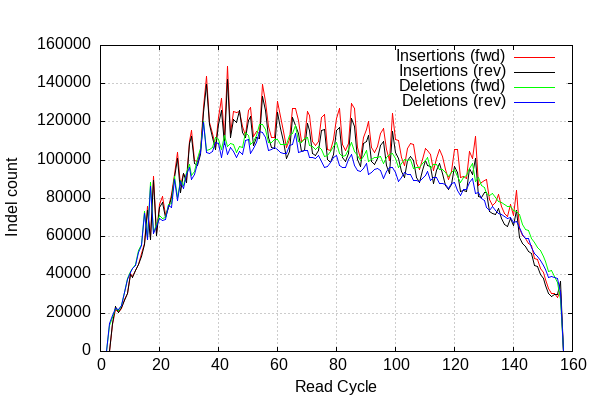 160000
140000
120000
100000
80000
60000
40000
20000
0
Indel count
Insertions (fwd)
Insertions (rev)
Deletions (fwd)
Deletions (rev)
0 20 40 60 80 100 120 140 160
Read Cycle